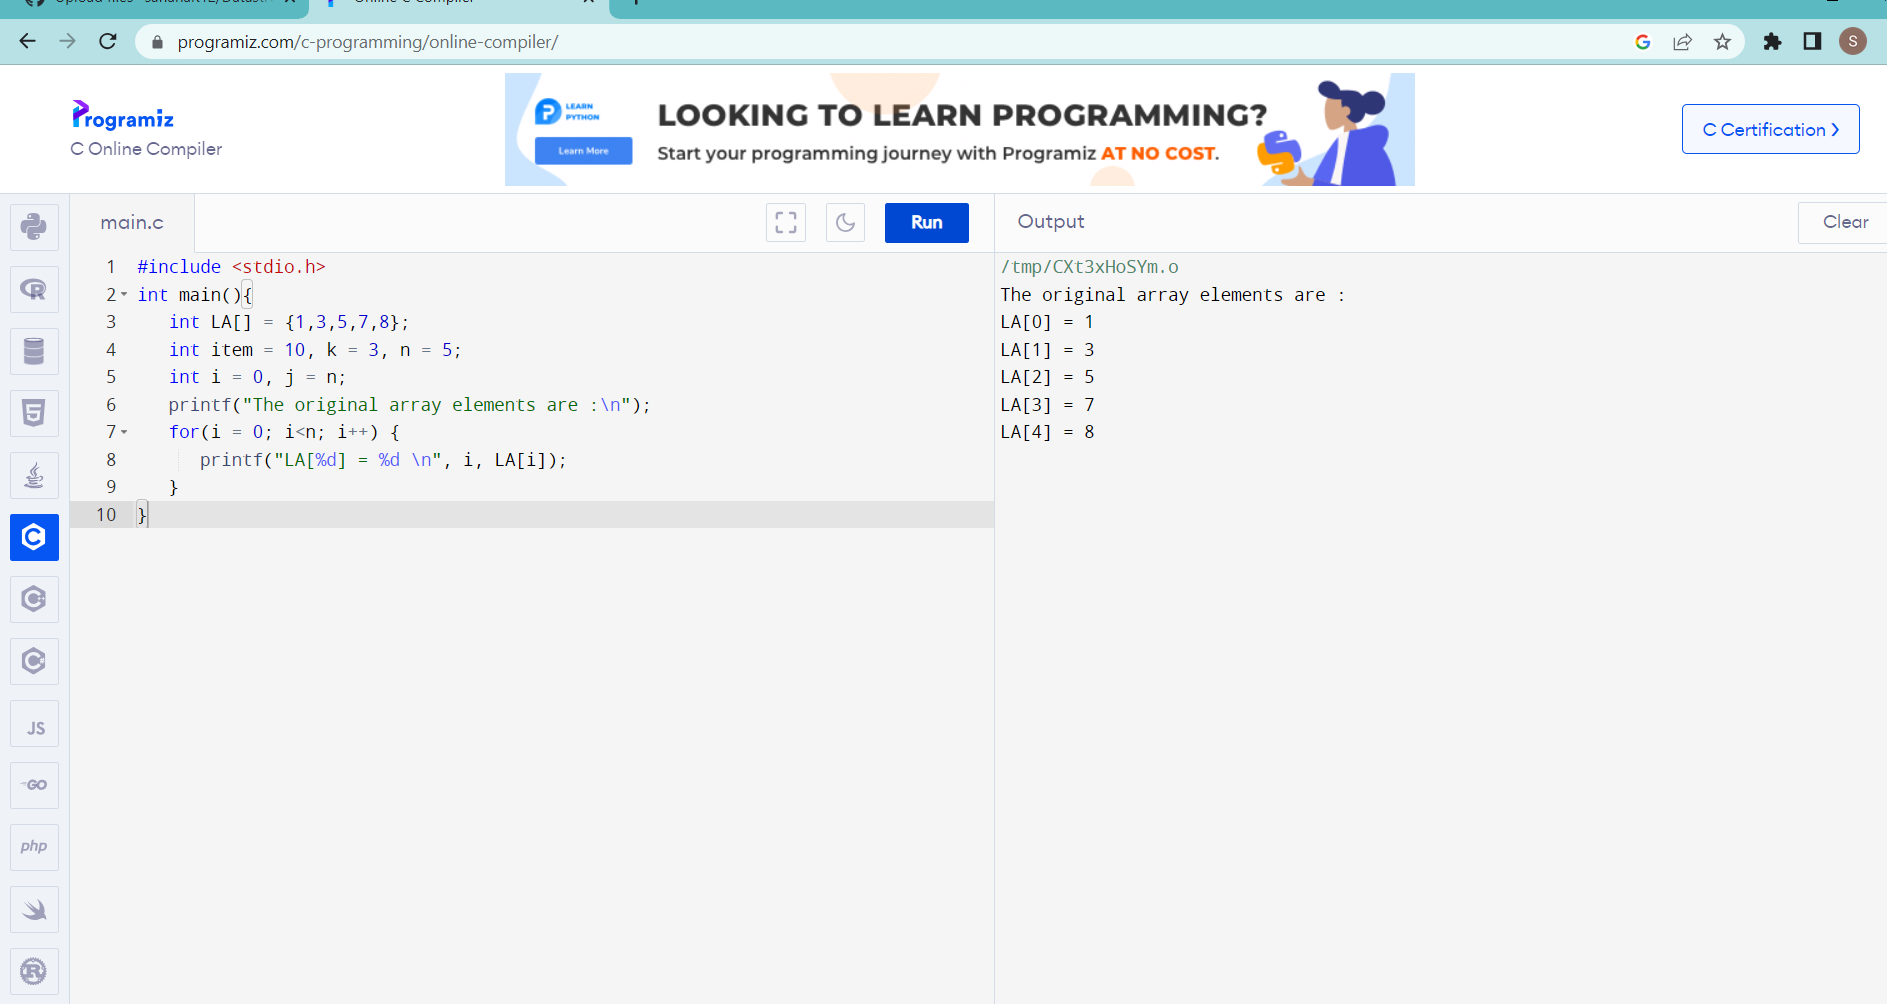 Online C Compiler
programiz.com/c-programming/online-compiler/
S
Programiz
C Online Compiler
LEARN
PYTHON
Learn More
LOOKING TO LEARN PROGRAMMING?
Start your programming journey with Programiz AT NO COST.
C Certification
main.c
Run
Output
Clear
1 #include <stdio.h>
2 int main(){
3 int LA[] = {1,3,5,7,8};
4 int item = 10, k = 3, n = 5;
5 int i = 0, j = n;
6 printf("The original array elements are :\n");
7 for(i = 0; i<n; i++) {
8 printf("LA[%d] = %d \n", i, LA[i]);
9 }
10 }
/tmp/CXt3xHoSYm.o
The original array elements are :
LA[0] = 1
LA[1] = 3
LA[2] = 5
LA[3] = 7
LA[4] = 8
JS
GO
php